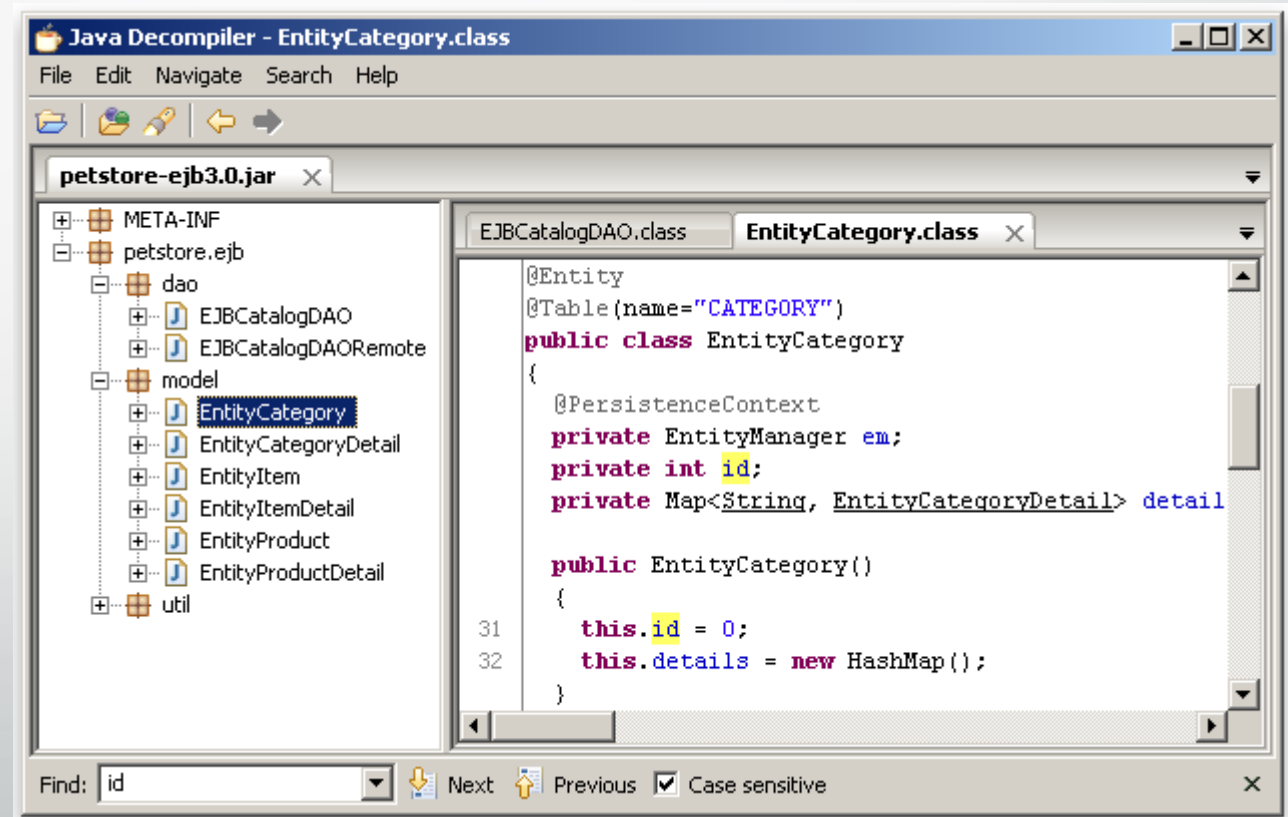 Java Decompiler - EntityCategory.class
File Edit Navigate Search Help
petstore-ejb3.0.jar
META-INF
petstore.ejb
dao
EJBCatalogDAO
EJBCatalogDAORemote
model
EntityCategory
EntityCategoryDetail
EntityItem
EntityItemDetail
EntityProduct
EntityProductDetail
util
EJBCatalogDAO.class EntityCategory.class
@Entity
@Table(name="CATEGORY")
public class EntityCategory
{
@PersistenceContext
private EntityManager em;
private int id;
private Map<String, EntityCategoryDetail> detail
public EntityCategory()
{
31 this.id = 0;
32 this.details = new HashMap();
}
Find: id Next Previous Case sensitive